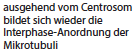 ausgehend vom Centrosom
bildet sich wieder die
Interphase-Anordnung der
Mikrotubuli